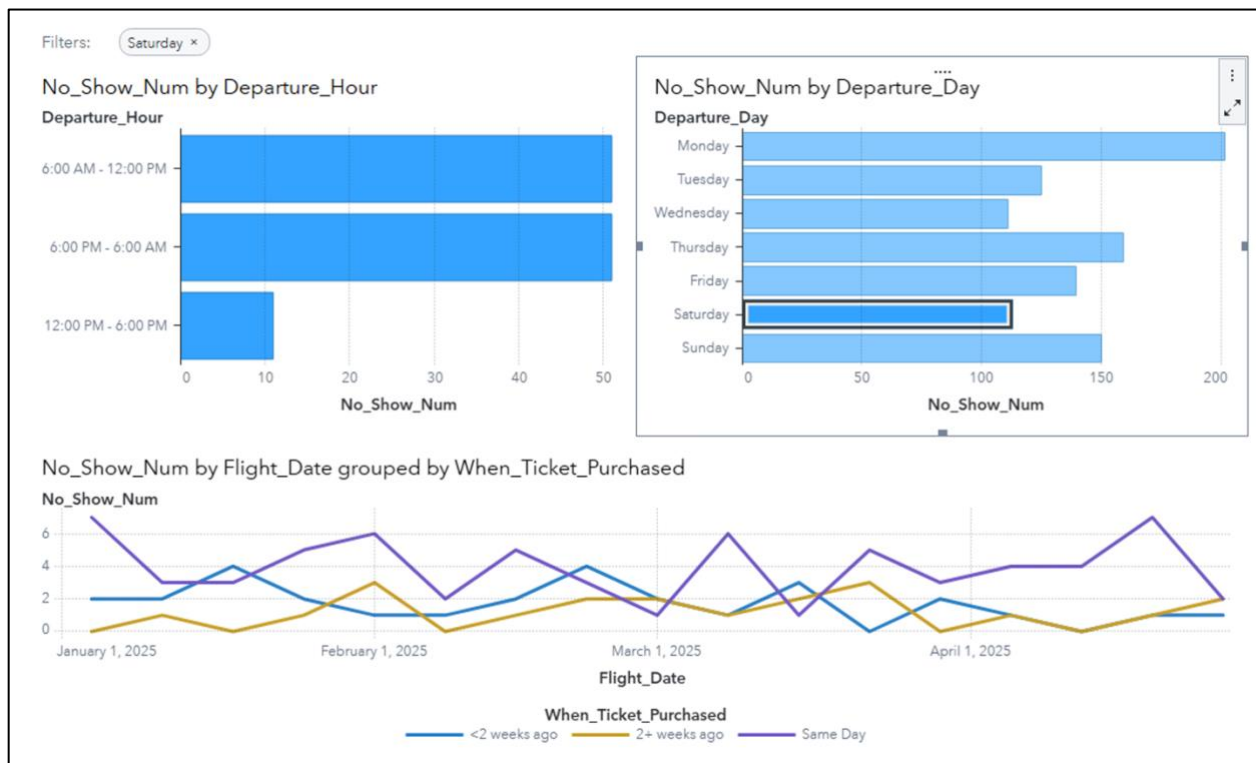 Filters: Saturday ×
No_Show_Num by Departure_Hour
Departure_Hour
6:00 AM - 12:00 PM
6:00 PM - 6:00 AM
12:00 PM - 6:00 PM
0 10 20 30 40 50
No_Show_Num
No_Show_Num by Departure_Day
Departure_Day
Monday
Tuesday
Wednesday
Thursday
Friday
Saturday
Sunday
0 50 100 150 200
No_Show_Num
No_Show_Num by Flight_Date grouped by When_Ticket_Purchased
No_Show_Num
6
4
2
0
January 1, 2025 February 1, 2025 March 1, 2025 April 1, 2025
Flight_Date
When_Ticket_Purchased
<2 weeks ago 2+ weeks ago Same Day